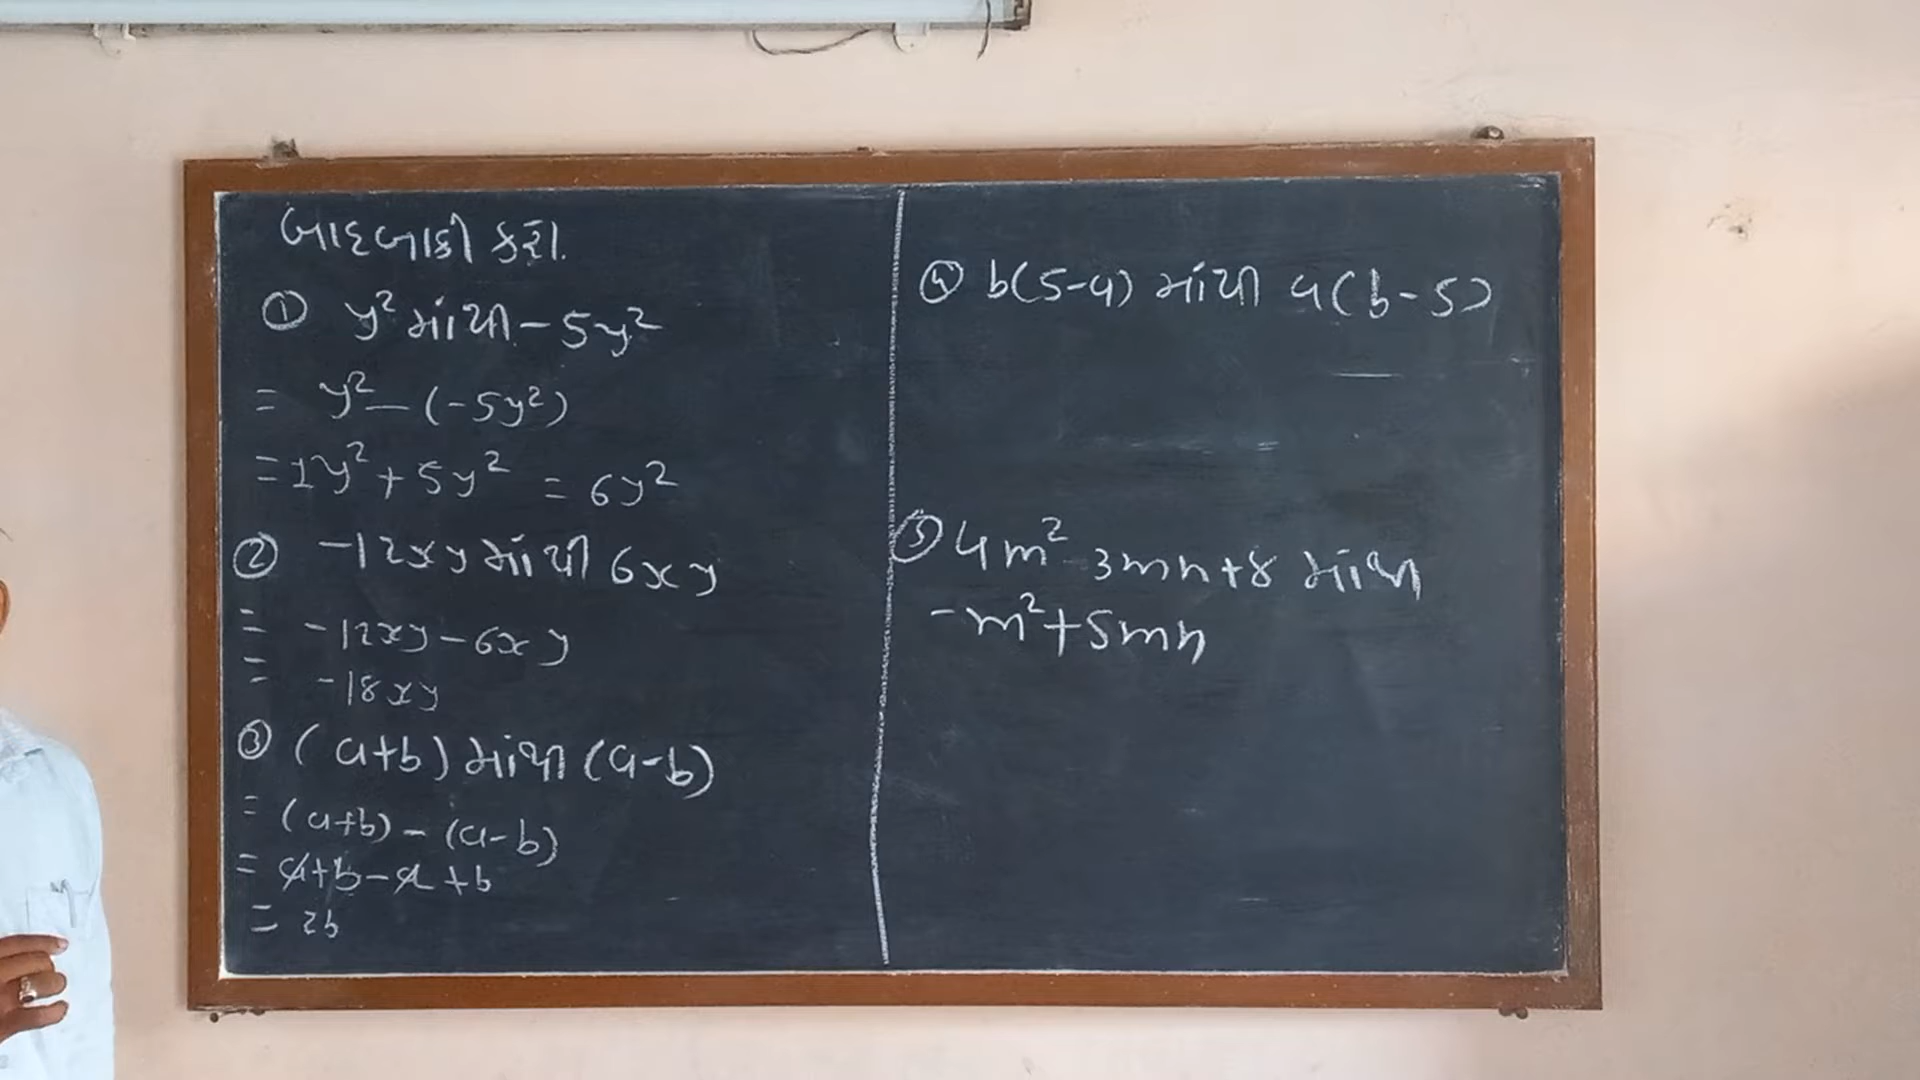 બાદબાકી કરો.
① y² માંથી - 5y²
= y² - (-5y²)
= 1y² + 5y² = 6y²
② -12xy માંથી 6xy
= -12xy - 6xy
= -18xy
③ (a+b) માંથી (a-b)
= (a+b) - (a-b)
= a+b-a+b
= 2b
④ b(5-a) માંથી a(b-5)
⑤ 4m² - 3mn + 8 માંથી
-m² + 5mn